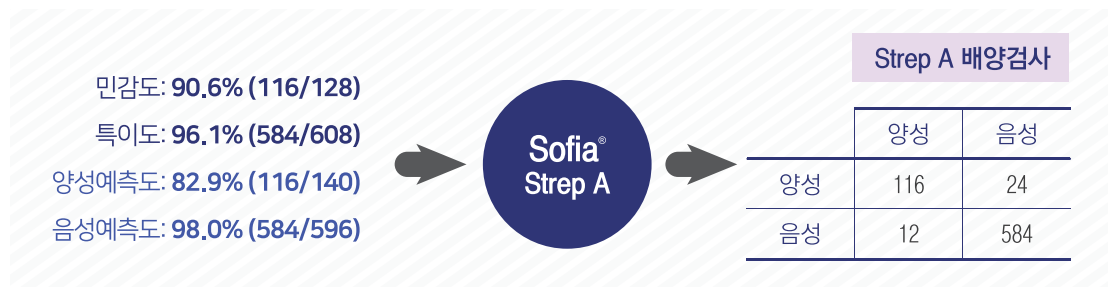 민감도: 90.6% (116/128)
특이도: 96.1% (584/608)
양성예측도: 82.9% (116/140)
음성예측도: 98.0% (584/596)
Sofia®
Strep A
Strep A 배양검사
양성 음성
양성 116 24
음성 12 584